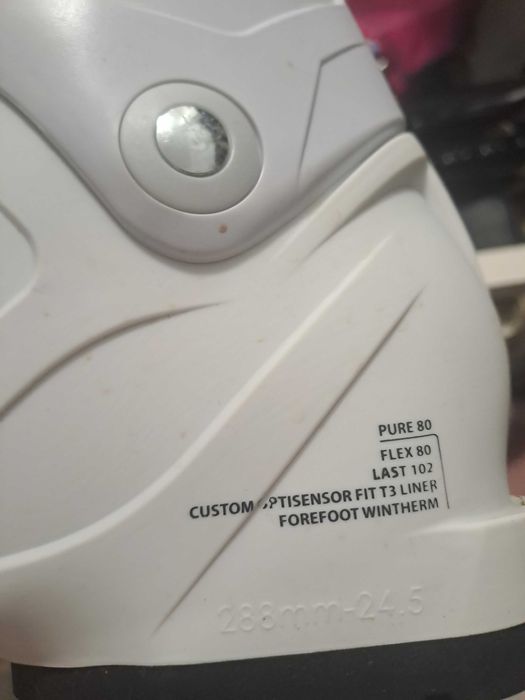 PURE 80
FLEX 80
LAST 102
CUSTOM OPTISENSOR FIT T3 LINER
FOREFOOT WINTHERM
288mm-24.5